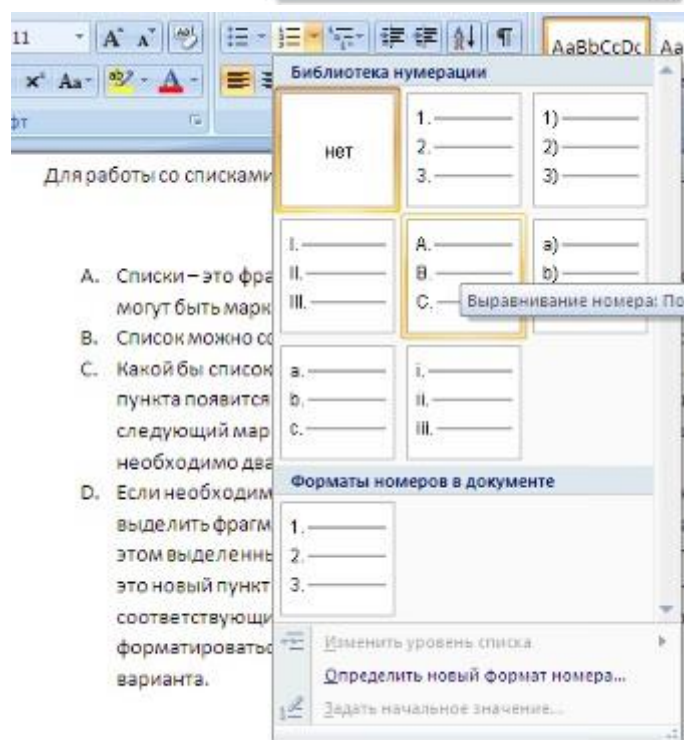 11
AaBbCcDc Aa
Aa
Библиотека нумерации
нет
1.
2.
3.
1)
2)
3)
Для работы со списками
I.
II.
III.
A.
B.
C.
a)
b)
Выравнивание номера: По
A. Списки – это фра
могут быть марк
B. Список можно со
C. Какой бы список
пункта появится
следующий мар
необходимо два
a.
b.
c.
i.
ii.
iii.
Форматы номеров в документе
1.
2.
3.
D. Если необходим
выделить фрагм
этом выделенны
это новый пункт
соответствующи
форматироватьс
варианта.
Изменить уровень списка
Определить новый формат номера...
Задать начальное значение...